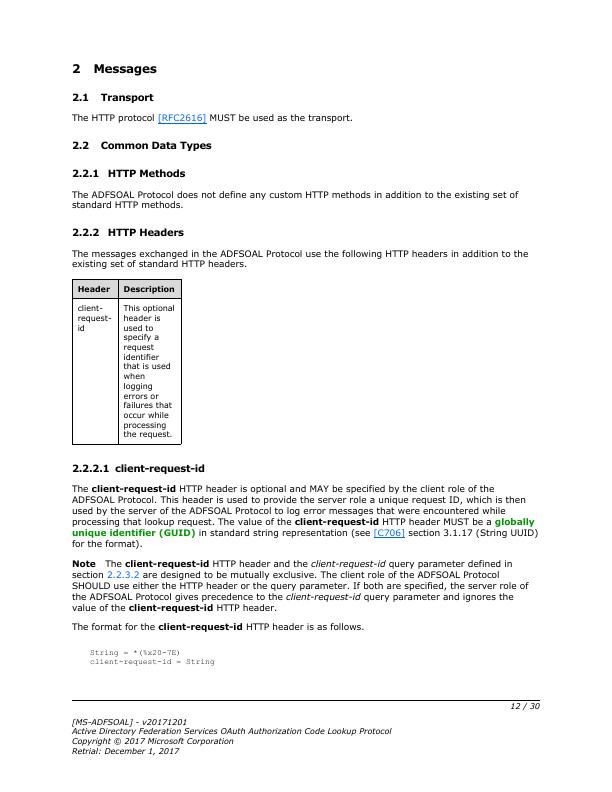 2 Messages
2.1 Transport
The HTTP protocol [RFC2616] MUST be used as the transport.
2.2 Common Data Types
2.2.1 HTTP Methods
The ADFSOAL Protocol does not define any custom HTTP methods in addition to the existing set of
standard HTTP methods.
2.2.2 HTTP Headers
The messages exchanged in the ADFSOAL Protocol use the following HTTP headers in addition to the
existing set of standard HTTP headers.
Header Description
client-
request-
id
This optional
header is
used to
specify a
request
identifier
that is used
when
logging
errors or
failures that
occur while
processing
the request.
2.2.2.1 client-request-id
The client-request-id HTTP header is optional and MAY be specified by the client role of the
ADFSOAL Protocol. This header is used to provide the server role a unique request ID, which is then
used by the server of the ADFSOAL Protocol to log error messages that were encountered while
processing that lookup request. The value of the client-request-id HTTP header MUST be a globally
unique identifier (GUID) in standard string representation (see [C706] section 3.1.17 (String UUID)
for the format).
Note The client-request-id HTTP header and the client-request-id query parameter defined in
section 2.2.3.2 are designed to be mutually exclusive. The client role of the ADFSOAL Protocol
SHOULD use either the HTTP header or the query parameter. If both are specified, the server role of
the ADFSOAL Protocol gives precedence to the client-request-id query parameter and ignores the
value of the client-request-id HTTP header.
The format for the client-request-id HTTP header is as follows.
String = *(%x20-7E)
client-request-id = String
12 / 30
[MS-ADFSOAL] - v20171201
Active Directory Federation Services OAuth Authorization Code Lookup Protocol
Copyright © 2017 Microsoft Corporation
Retrial: December 1, 2017